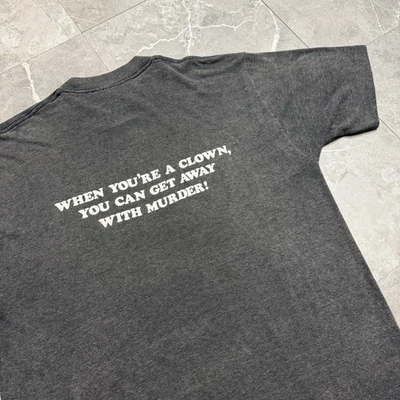 WHEN YOU'RE A CLOWN,
YOU CAN GET AWAY
WITH MURDER!